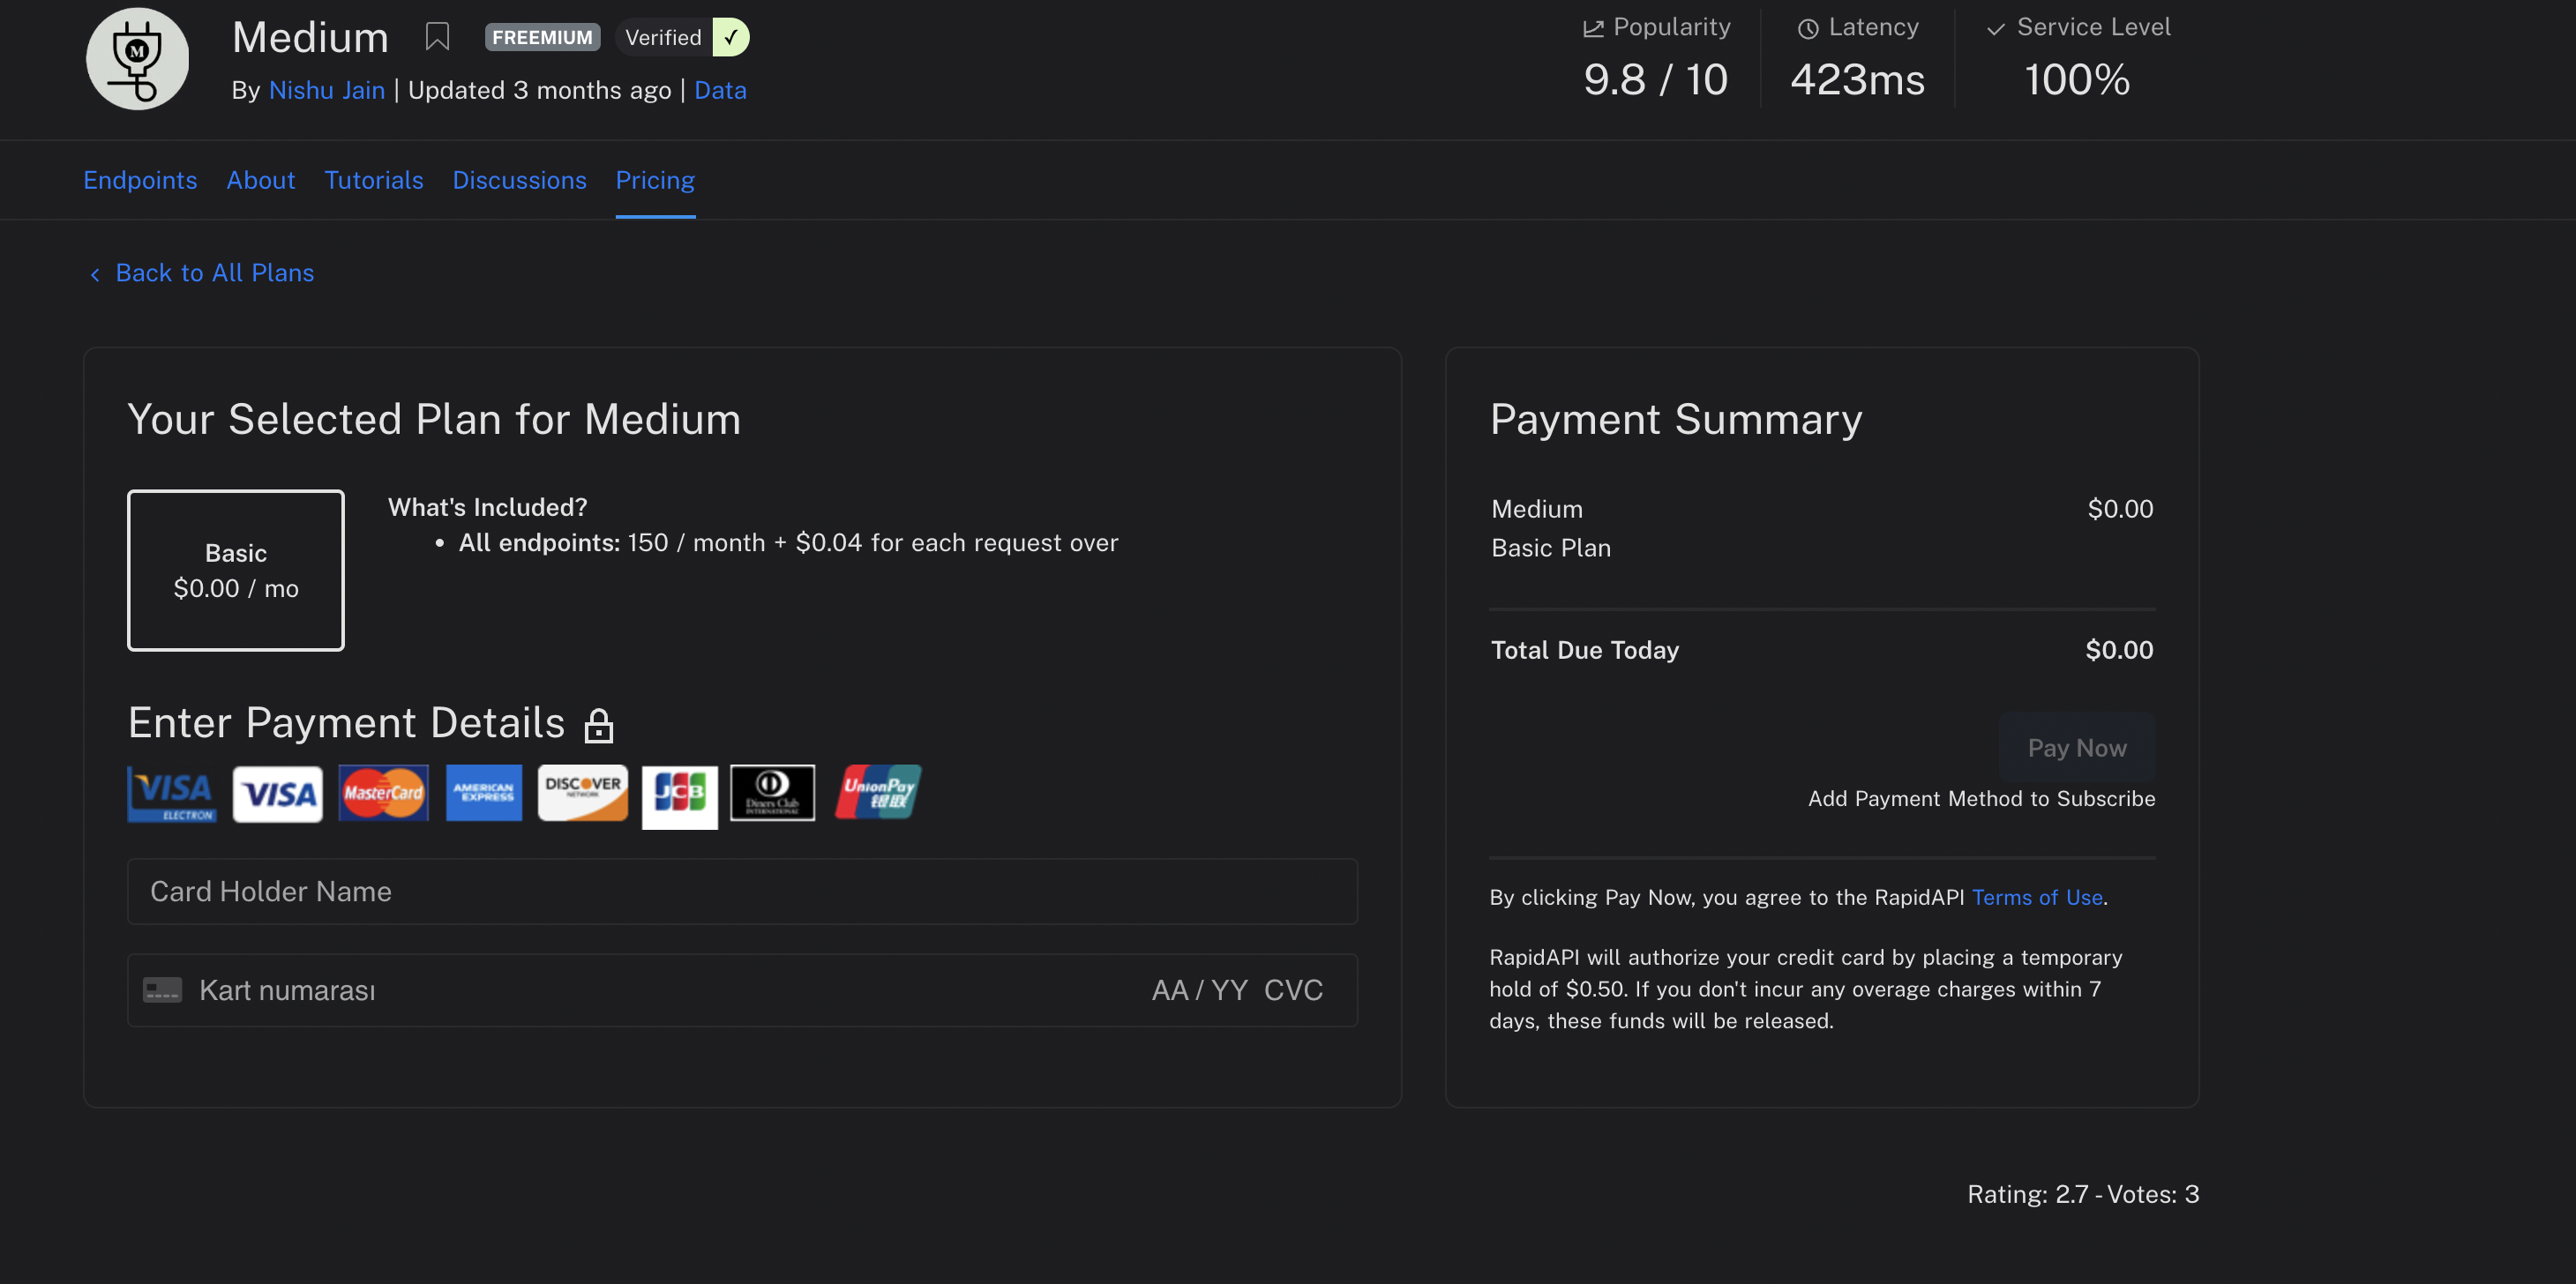 M
Medium FREEMIUM Verified ✓
By Nishu Jain | Updated 3 months ago | Data
Popularity
9.8 / 10
Latency
423ms
Service Level
100%
Endpoints About Tutorials Discussions Pricing
Back to All Plans
Your Selected Plan for Medium
Basic
$0.00 / mo
What's Included?
• All endpoints: 150 / month + $0.04 for each request over
Enter Payment Details
VISA ELECTRON
VISA
MasterCard
AMERICAN EXPRESS
DISCOVER NETWORK
JCB
Diners Club INTERNATIONAL
UnionPay 银联
Card Holder Name
Kart numarası AA / YY CVC
Payment Summary
Medium $0.00
Basic Plan
Total Due Today $0.00
Pay Now
Add Payment Method to Subscribe
By clicking Pay Now, you agree to the RapidAPI Terms of Use.
RapidAPI will authorize your credit card by placing a temporary
hold of $0.50. If you don't incur any overage charges within 7
days, these funds will be released.
Rating: 2.7 - Votes: 3